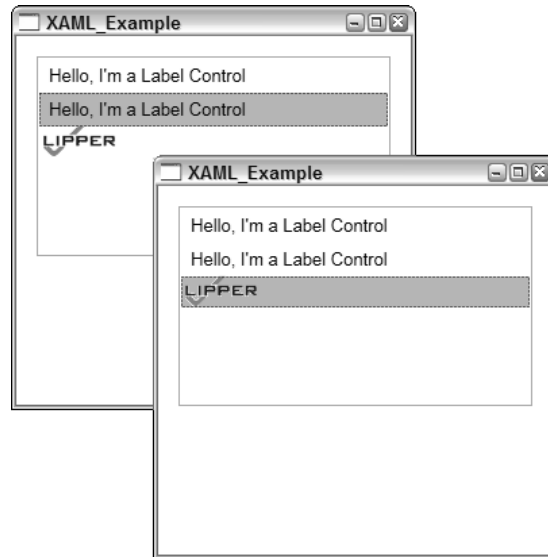 XAML_Example
Hello, I'm a Label Control
Hello, I'm a Label Control
LIPPER
XAML_Example
Hello, I'm a Label Control
Hello, I'm a Label Control
LIPPER